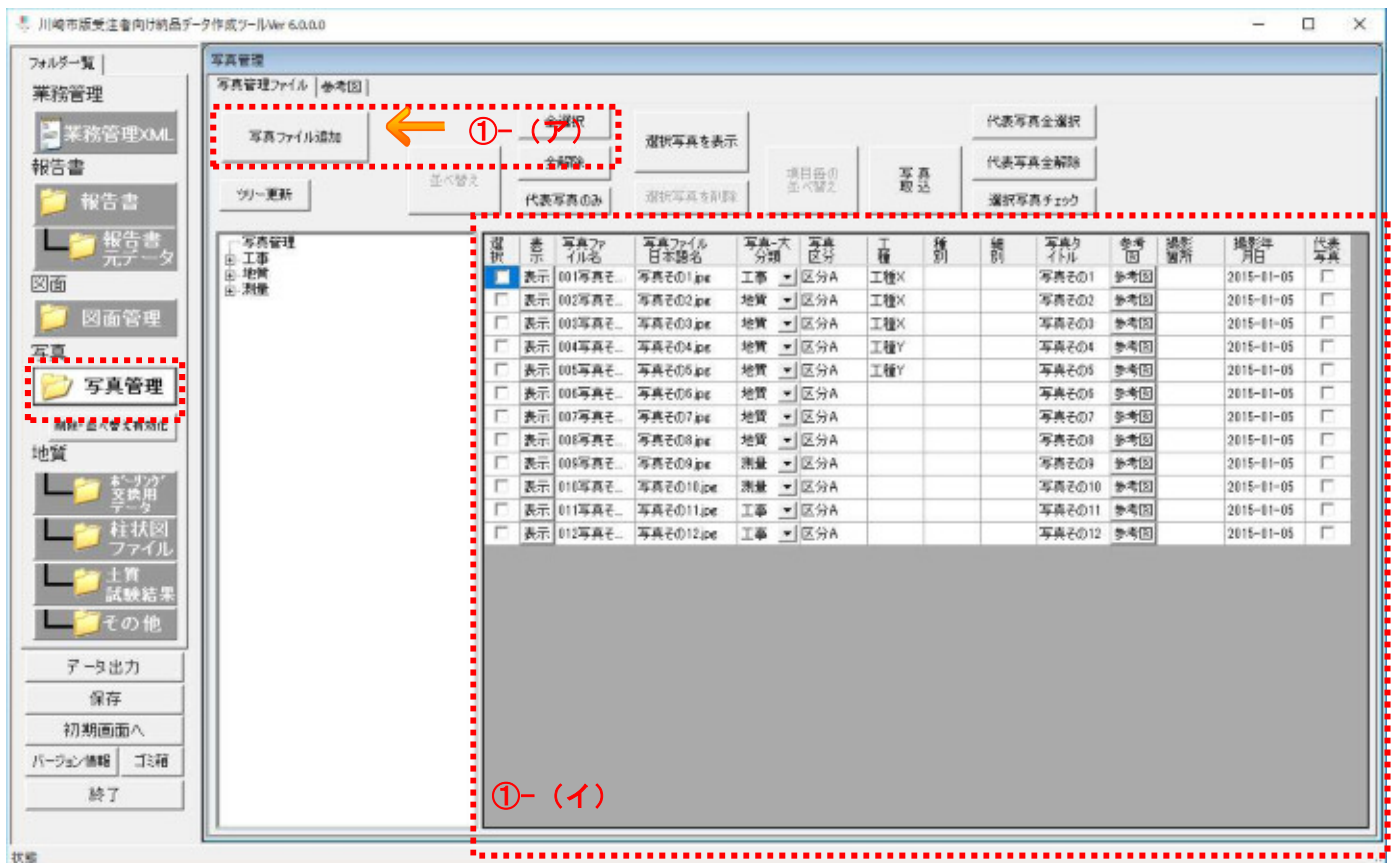 川崎市版受注者向け納品データ作成ツールVer 6.0.0.0
フォルダ一覧
業務管理
業務管理XML
報告書
報告書
報告書元データ
図面
図面管理
写真
写真管理
削除・並べ替え有効化
地質
ボーリング交換用データ
柱状図ファイル
土質試験結果
その他
データ出力
保存
初期画面へ
バージョン情報 ゴミ箱
終了
状態
写真管理
写真管理ファイル 参考図
写真ファイル追加
①-（ア）
ツリー更新
並べ替え
全選択
全解除
代表写真のみ
選択写真を表示
選択写真を削除
項目毎の並べ替え
写真取込
代表写真全選択
代表写真全解除
選択写真チェック
写真管理
工事
地質
測量
選択 表示 写真ファイル名 写真ファイル日本語名 写真-大分類 写真区分 工種 種別 細別 写真タイトル 参考図 撮影箇所 撮影年月日 代表写真
表示 001写真そ... 写真その1.jpg 工事 区分A 工種X 写真その1 参考図 2015-01-05
表示 002写真そ... 写真その2.jpg 地質 区分A 工種X 写真その2 参考図 2015-01-05
表示 003写真そ... 写真その3.jpg 地質 区分A 工種X 写真その3 参考図 2015-01-05
表示 004写真そ... 写真その4.jpg 地質 区分A 工種Y 写真その4 参考図 2015-01-05
表示 005写真そ... 写真その5.jpg 地質 区分A 工種Y 写真その5 参考図 2015-01-05
表示 006写真そ... 写真その6.jpg 地質 区分A 写真その6 参考図 2015-01-05
表示 007写真そ... 写真その7.jpg 地質 区分A 写真その7 参考図 2015-01-05
表示 008写真そ... 写真その8.jpg 地質 区分A 写真その8 参考図 2015-01-05
表示 009写真そ... 写真その9.jpg 測量 区分A 写真その9 参考図 2015-01-05
表示 010写真そ... 写真その10.jpg 測量 区分A 写真その10 参考図 2015-01-05
表示 011写真そ... 写真その11.jpg 工事 区分A 写真その11 参考図 2015-01-05
表示 012写真そ... 写真その12.jpg 工事 区分A 写真その12 参考図 2015-01-05
①-（イ）